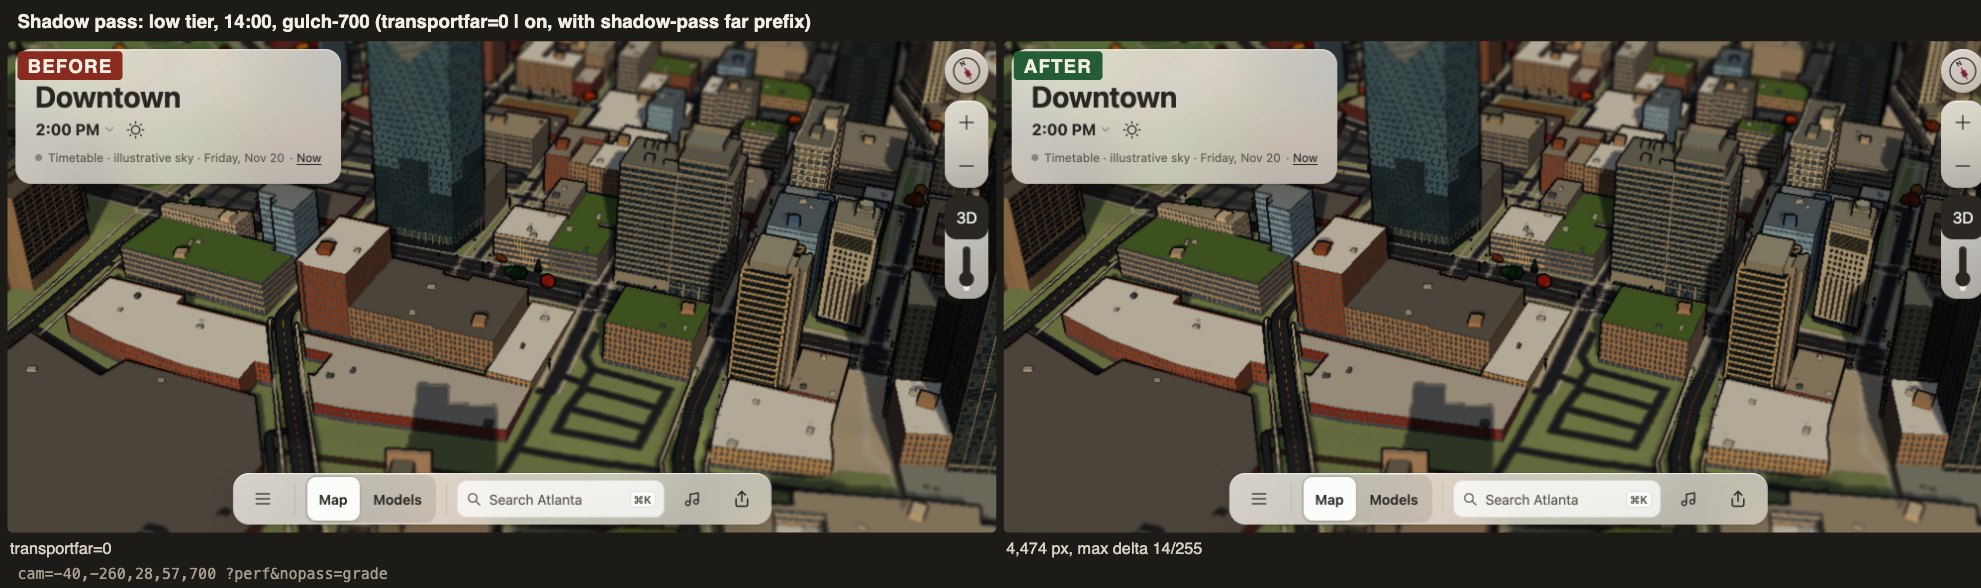 Shadow pass: low tier, 14:00, gulch-700 (transportfar=0 | on, with shadow-pass far prefix)
BEFORE
Downtown
2:00 PM
Timetable · illustrative sky · Friday, Nov 20 · Now
N
+
−
3D
Map Models Search Atlanta ⌘K
transportfar=0
AFTER
Downtown
2:00 PM
Timetable · illustrative sky · Friday, Nov 20 · Now
N
+
−
3D
Map Models Search Atlanta ⌘K
4,474 px, max delta 14/255
cam=-40,-260,28,57,700 ?perf&nopass=grade